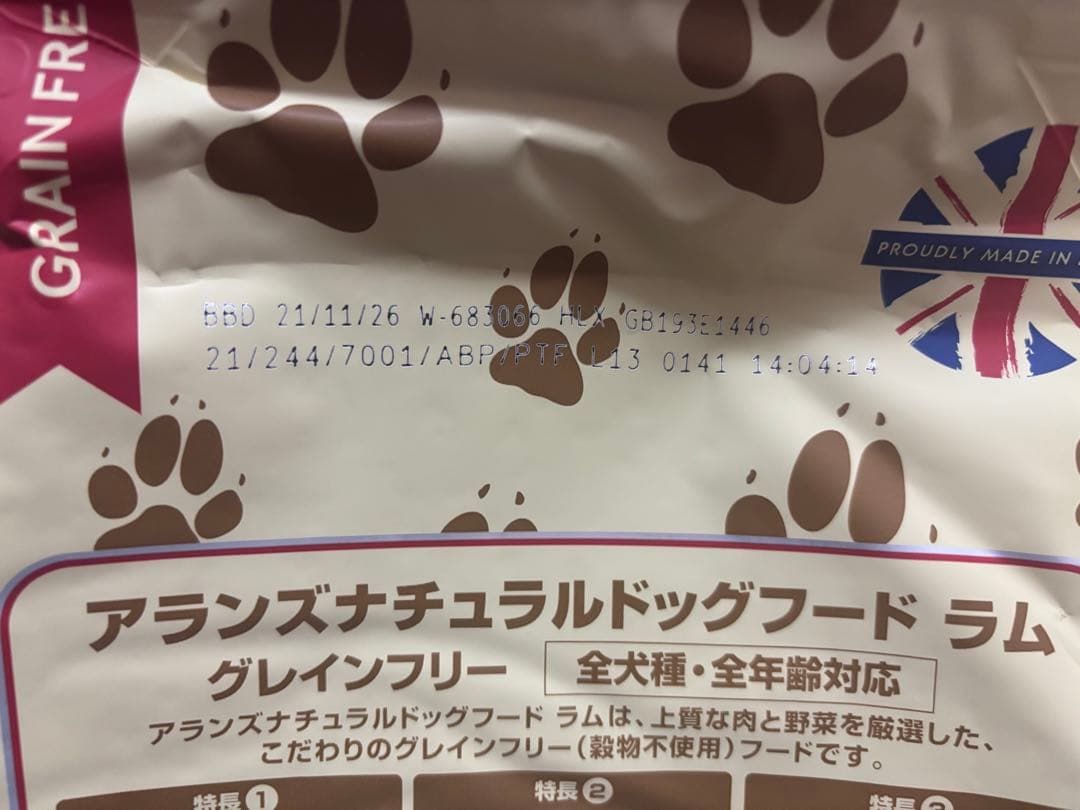 GRAIN FRE
PROUDLY MADE IN
BBD 21/11/26 W-683066 HLX GB193E1446
21/244/7001/ABP/PTF L13 0141 14:04:14
アランズナチュラルドッグフード ラム
グレインフリー 全犬種・全年齢対応
アランズナチュラルドッグフード ラムは、上質な肉と野菜を厳選した、
こだわりのグレインフリー(穀物不使用)フードです。
特長1 特長2 特長3